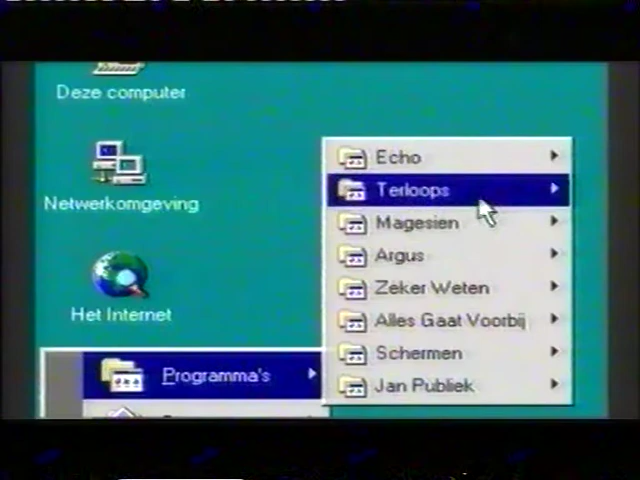 Deze computer
Netwerkomgeving
Het Internet
Programma's
Echo
Terloops
Magesien
Argus
Zeker Weten
Alles Gaat Voorbij
Schermen
Jan Publiek